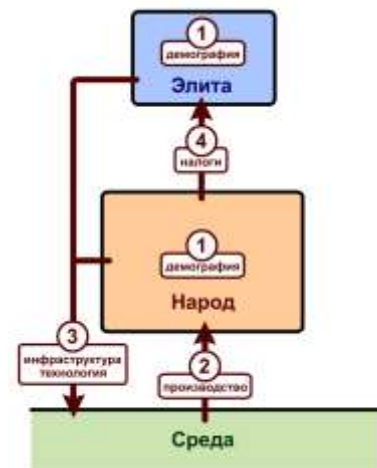 1
демография
Элита
4
налоги
1
демография
Народ
3
инфраструктура
технология
2
производство
Среда